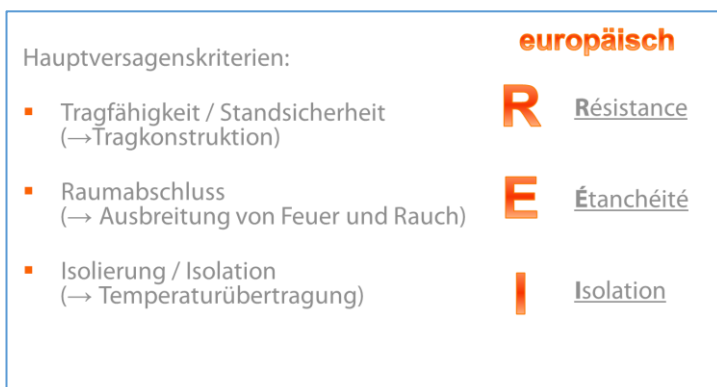 europäisch
Hauptversagenskriterien:
▪ Tragfähigkeit / Standsicherheit
(→Tragkonstruktion)
R Résistance
▪ Raumabschluss
(→ Ausbreitung von Feuer und Rauch)
E Étanchéité
▪ Isolierung / Isolation
(→ Temperaturübertragung)
I Isolation